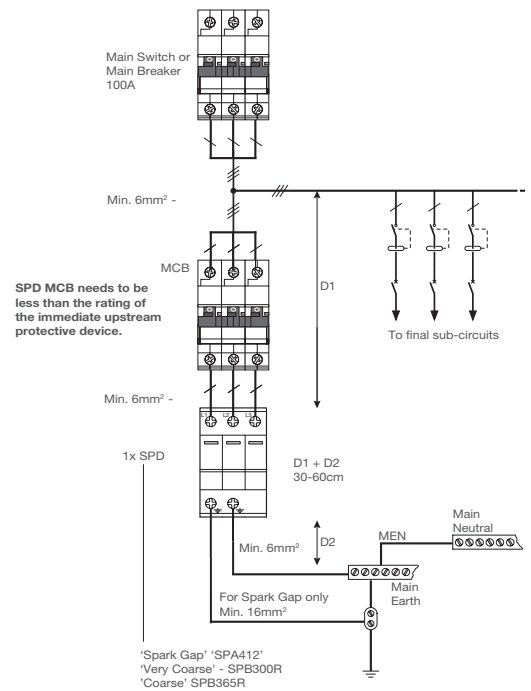 Main Switch or
Main Breaker
100A
Min. 6mm² -
MCB
SPD MCB needs to be
less than the rating of
the immediate upstream
protective device.
D1
To final sub-circuits
Min. 6mm² -
L1 L2 L3
1x SPD
D1 + D2
30-60cm
Main
Neutral
MEN
D2
Min. 6mm²
Main
Earth
For Spark Gap only
Min. 16mm²
‘Spark Gap’ ‘SPA412’
‘Very Coarse’ - SPB300R
’Coarse’ SPB365R